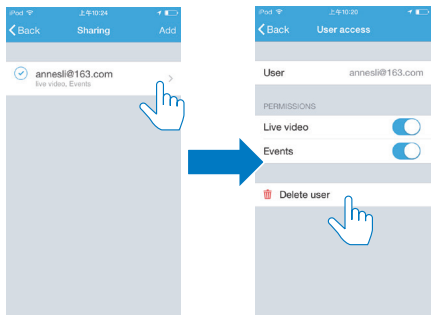 iPod 上午10:24
Back Sharing Add
annesli@163.com
live video, Events
iPod 上午10:20
Back User access
User annesli@163.com
PERMISSIONS
Live video
Events
Delete user